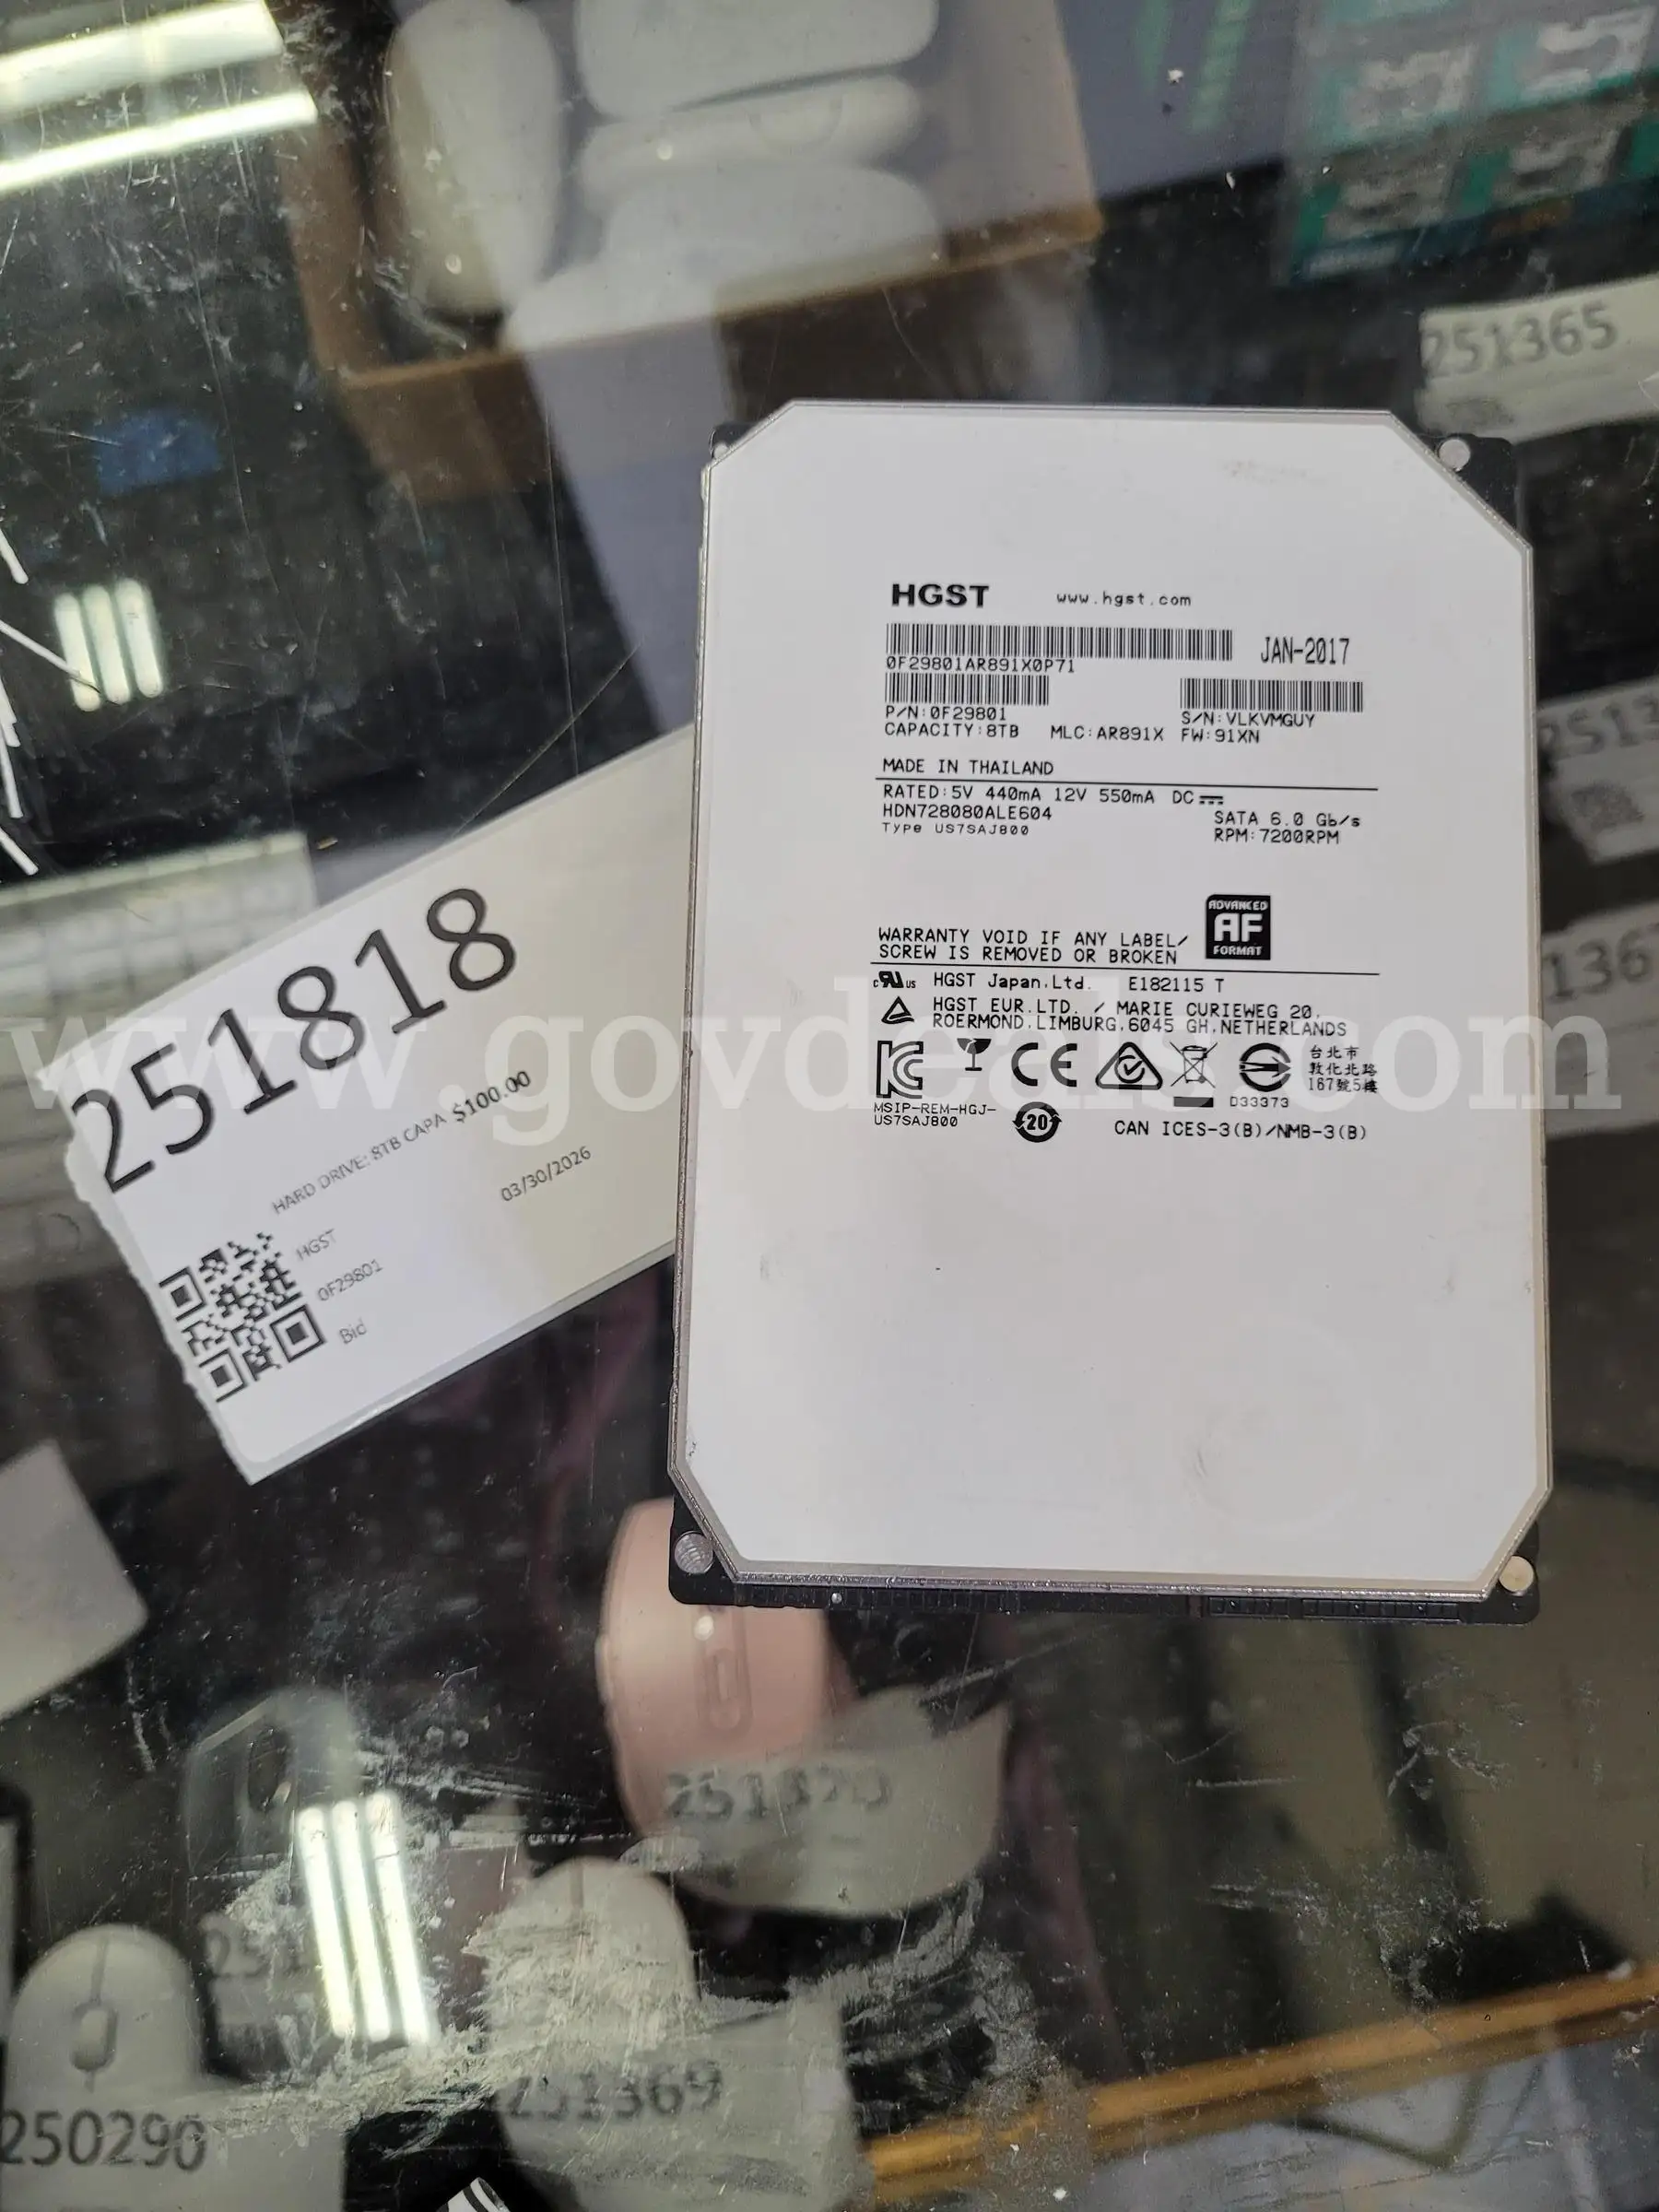 251365
HGST www.hgst.com
JAN-2017
0F29801AR891X0P71
P/N:0F29801 S/N:VLKVMGUY
CAPACITY:8TB MLC:AR891X FW:91XN
MADE IN THAILAND
RATED:5V 440mA 12V 550mA DC
HDN728080ALE604 SATA 6.0 Gb/s
Type US7SAJ800 RPM:7200RPM
ADVANCED
AF
FORMAT
WARRANTY VOID IF ANY LABEL/
SCREW IS REMOVED OR BROKEN
c RU US HGST Japan,Ltd. E182115 T
HGST EUR.LTD. / MARIE CURIEWEG 20,
ROERMOND,LIMBURG,6045 GH,NETHERLANDS
台北市
敦化北路
167號5樓
D33373
MSIP-REM-HGJ-
US7SAJ800
20
CAN ICES-3(B)/NMB-3(B)
251818
HARD DRIVE: 8TB CAPA $100.00
03/30/2026
HGST
0F29801
Bid
www.govdeals.com
251369
250290